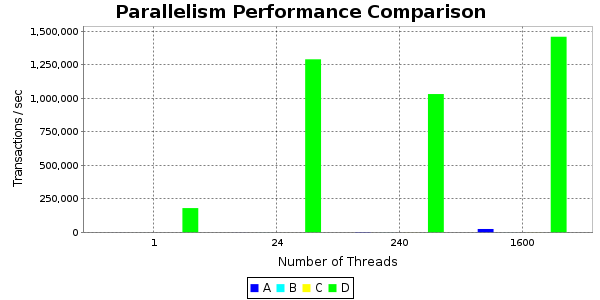 Parallelism Performance Comparison
1,500,000
1,250,000
1,000,000
750,000
500,000
250,000
0
Transactions / sec
1 24 240 1600
Number of Threads
A B C D